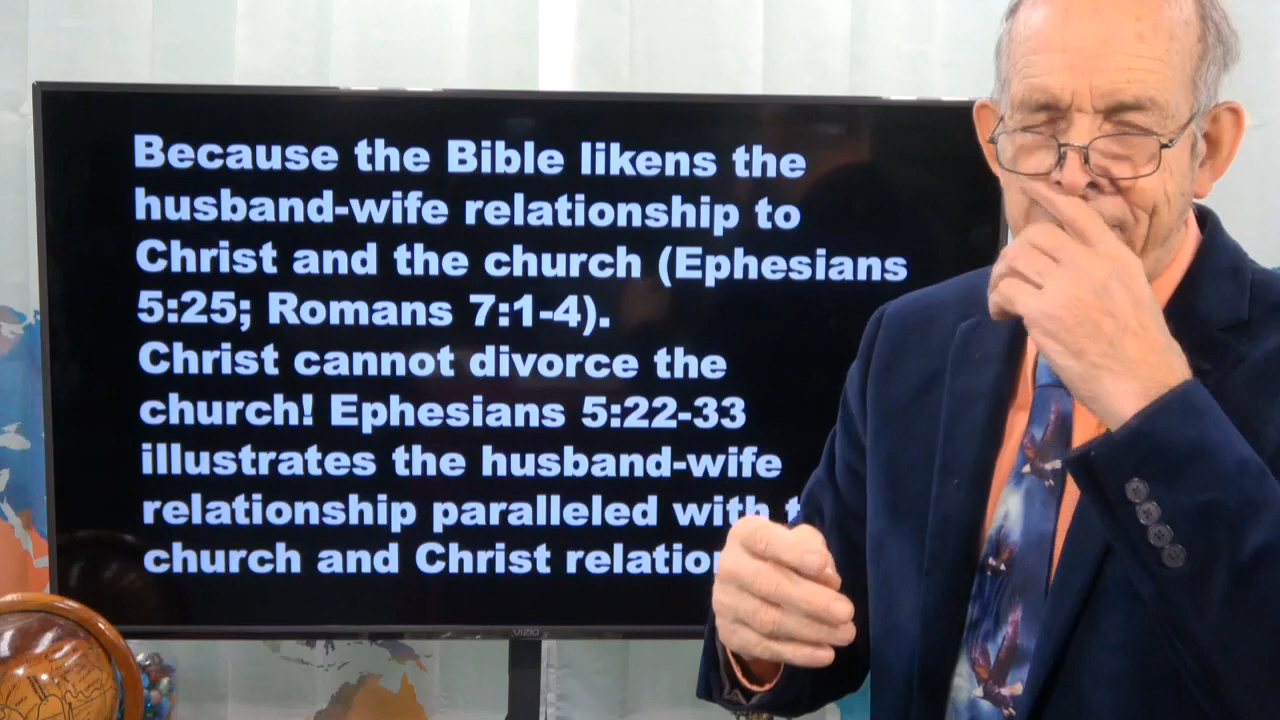 Because the Bible likens the
husband-wife relationship to
Christ and the church (Ephesians
5:25; Romans 7:1-4).
Christ cannot divorce the
church! Ephesians 5:22-33
illustrates the husband-wife
relationship paralleled with
church and Christ
VIZIO